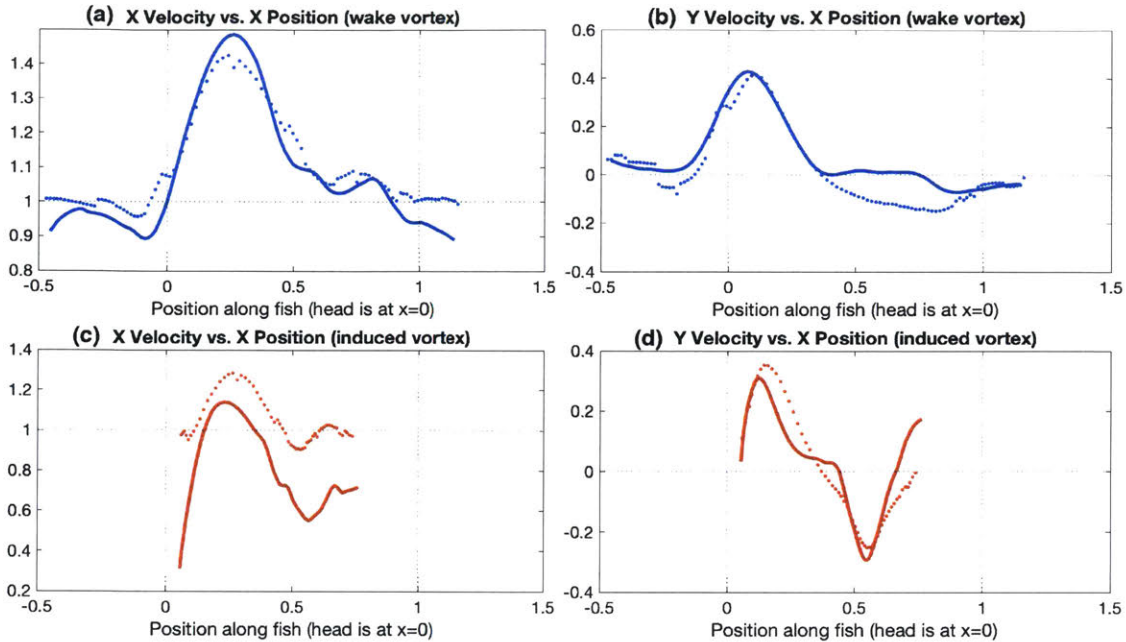 (a) X Velocity vs. X Position (wake vortex)
1.4
1.3
1.2
1.1
1
0.9
0.8
-0.5 0 0.5 1 1.5
Position along fish (head is at x=0)
(b) Y Velocity vs. X Position (wake vortex)
0.6
0.4
0.2
0
-0.2
-0.4
-0.5 0 0.5 1 1.5
Position along fish (head is at x=0)
(c) X Velocity vs. X Position (induced vortex)
1.4
1.2
1
0.8
0.6
0.4
0.2
-0.5 0 0.5 1 1.5
Position along fish (head is at x=0)
(d) Y Velocity vs. X Position (induced vortex)
0.4
0.2
0
-0.2
-0.4
-0.5 0 0.5 1 1.5
Position along fish (head is at x=0)